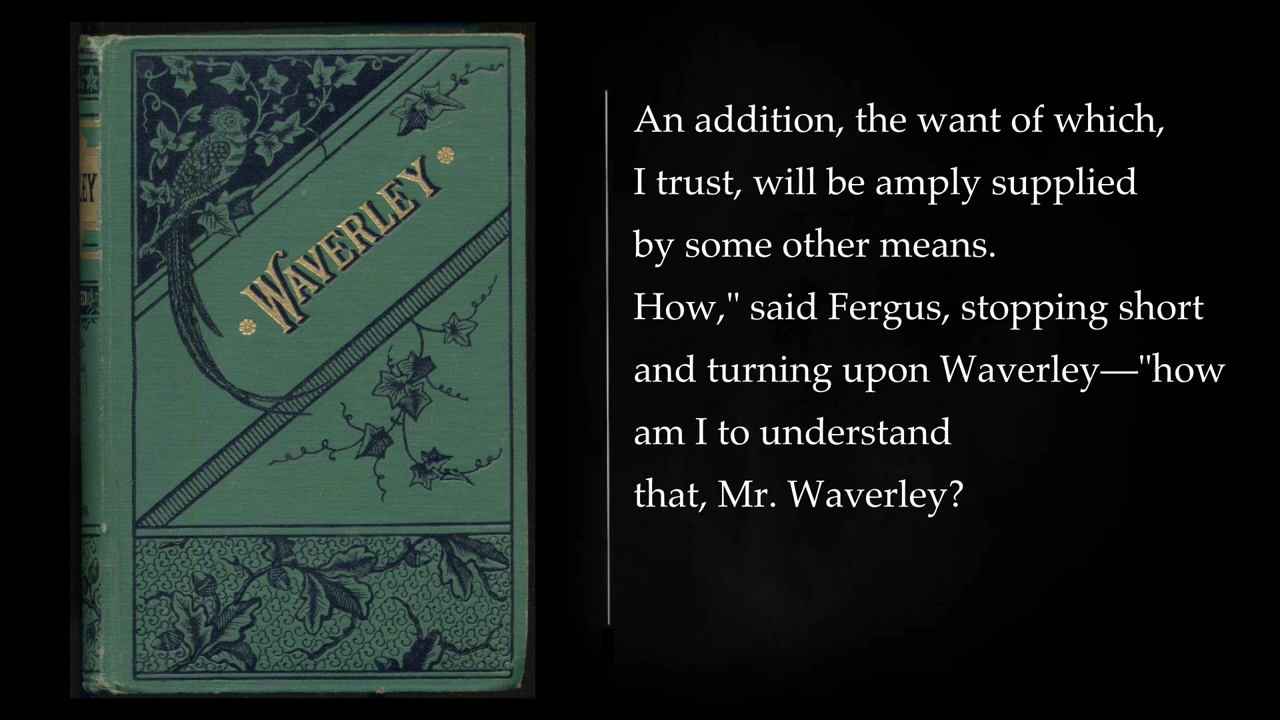 WAVERLEY
EY
An addition, the want of which,
I trust, will be amply supplied
by some other means.
How," said Fergus, stopping short
and turning upon Waverley—"how
am I to understand
that, Mr. Waverley?